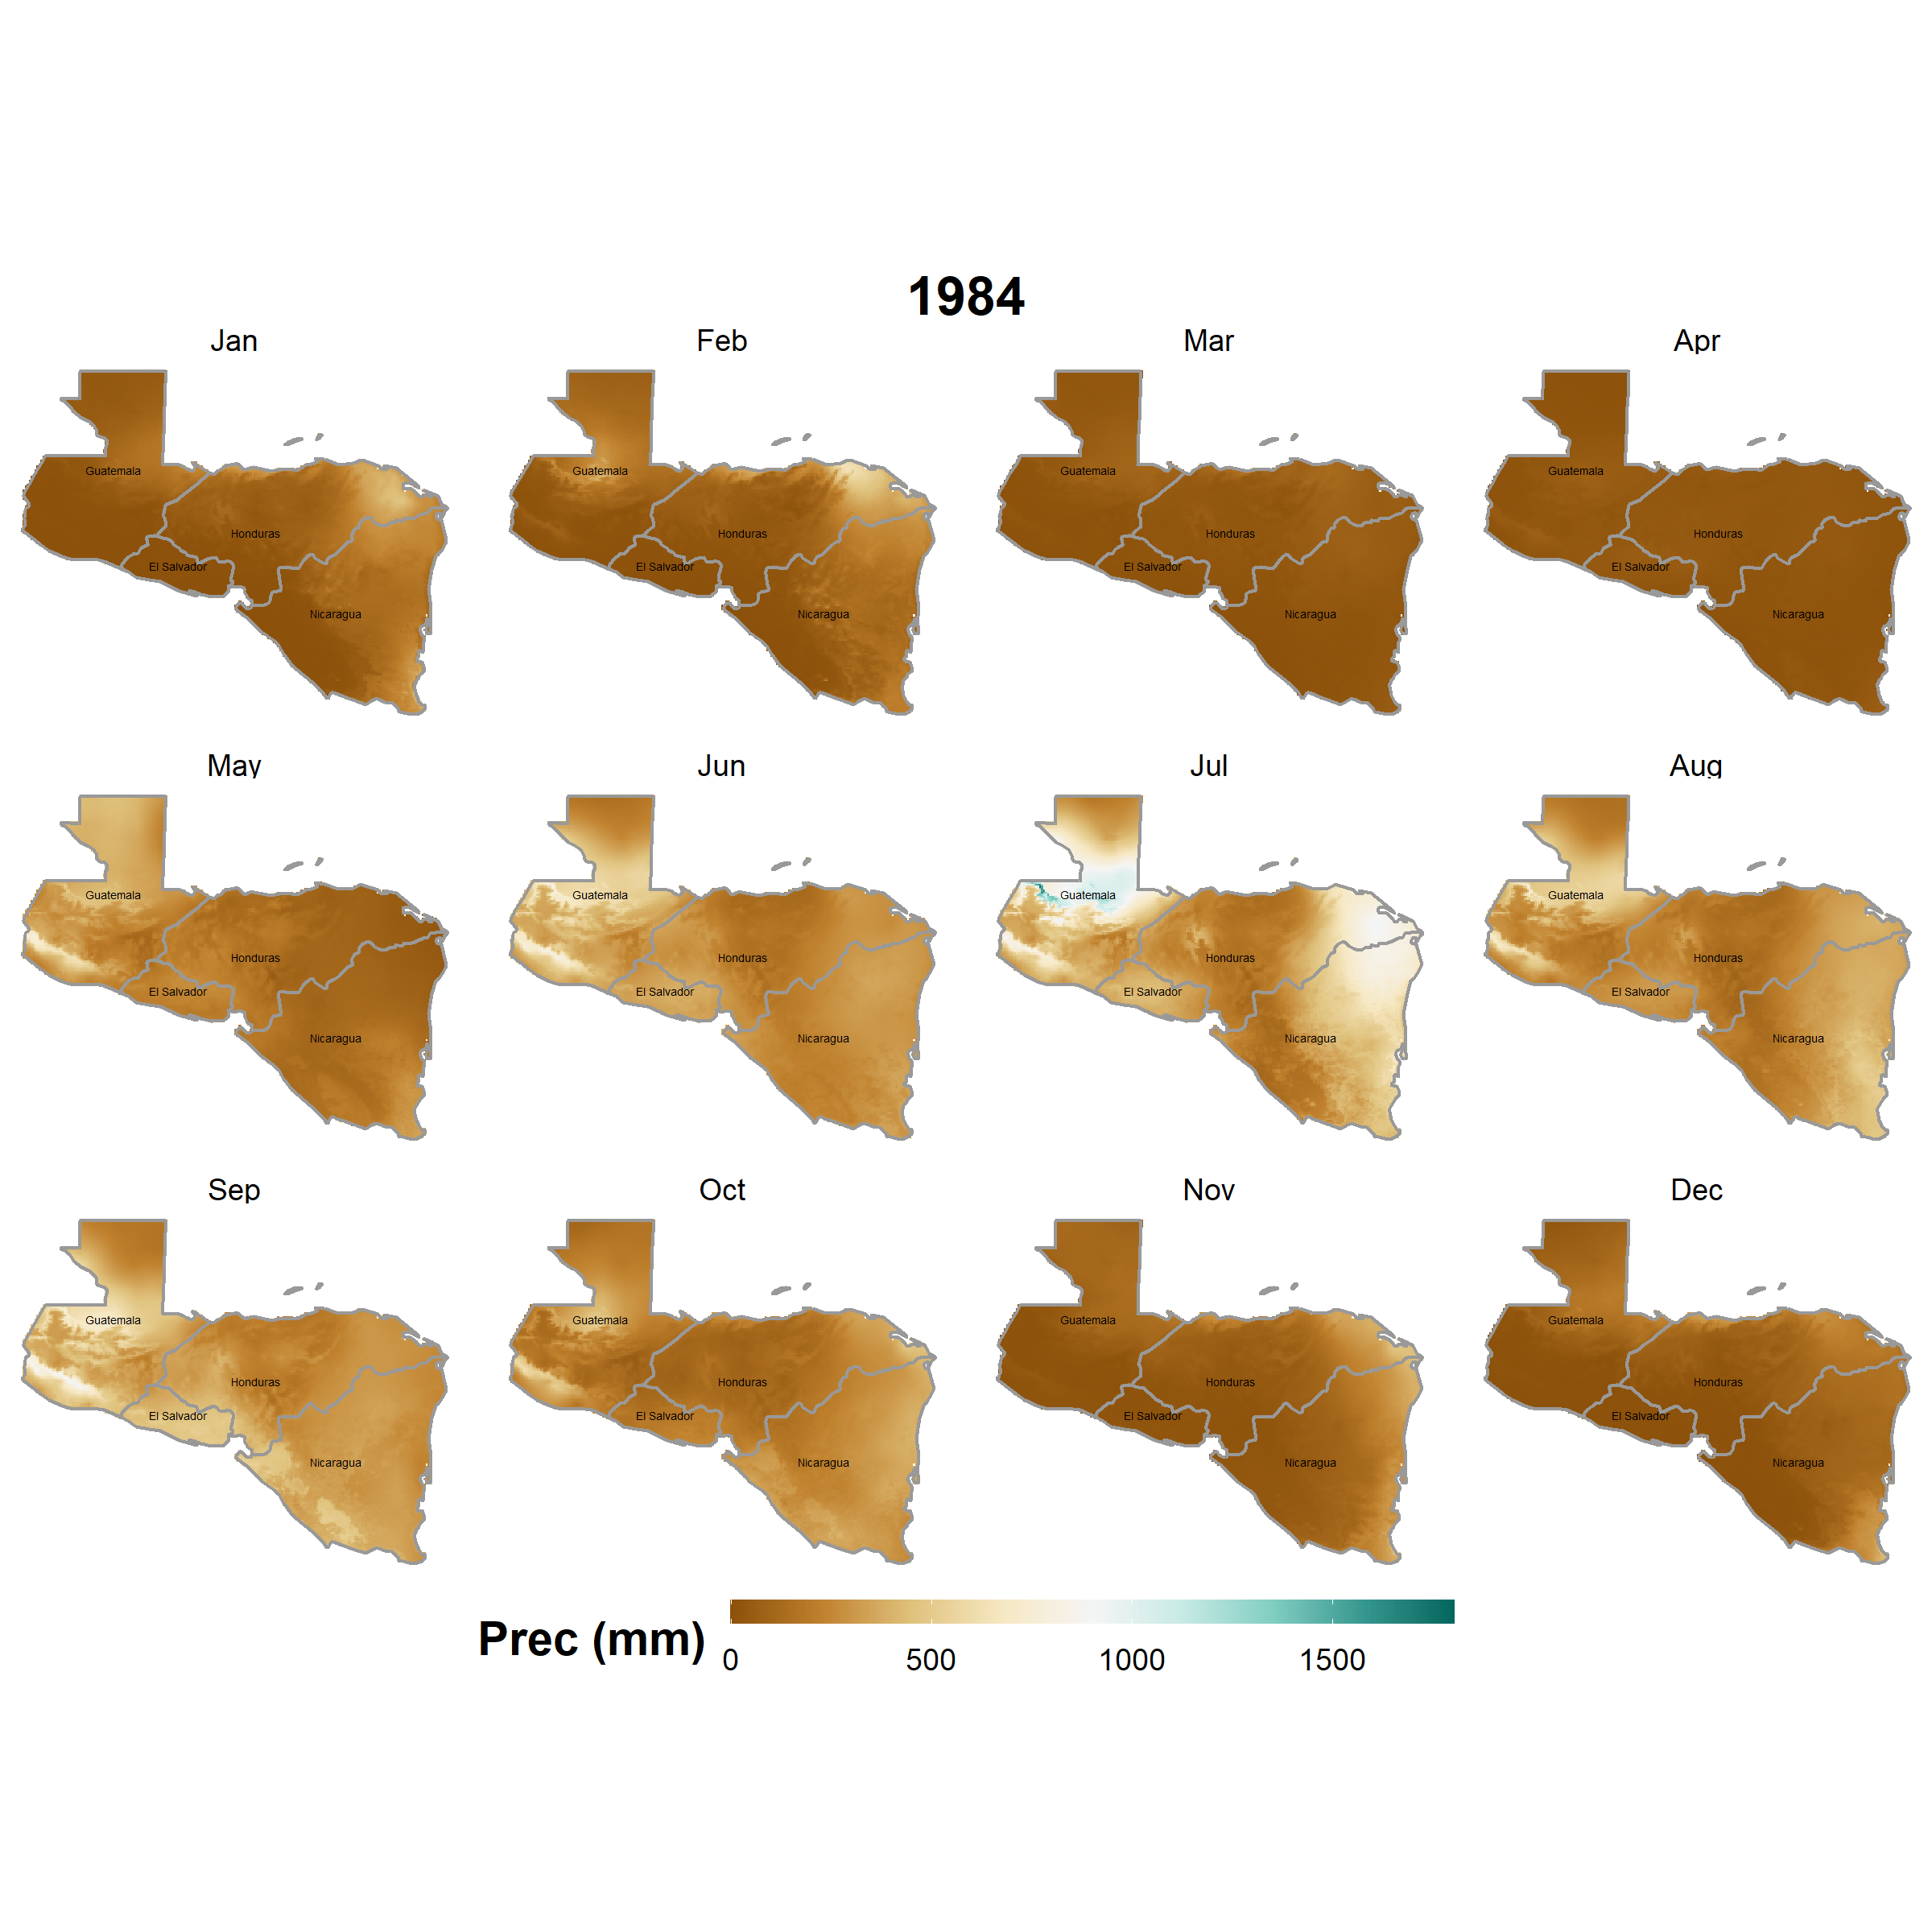 1984
Jan Feb Mar Apr
Guatemala Guatemala Guatemala Guatemala
Honduras Honduras Honduras Honduras
El Salvador El Salvador El Salvador El Salvador
Nicaragua Nicaragua Nicaragua Nicaragua
May Jun Jul Aug
Guatemala Guatemala Guatemala Guatemala
Honduras Honduras Honduras Honduras
El Salvador El Salvador El Salvador El Salvador
Nicaragua Nicaragua Nicaragua Nicaragua
Sep Oct Nov Dec
Guatemala Guatemala Guatemala Guatemala
Honduras Honduras Honduras Honduras
El Salvador El Salvador El Salvador El Salvador
Nicaragua Nicaragua Nicaragua Nicaragua
Prec (mm)
0 500 1000 1500